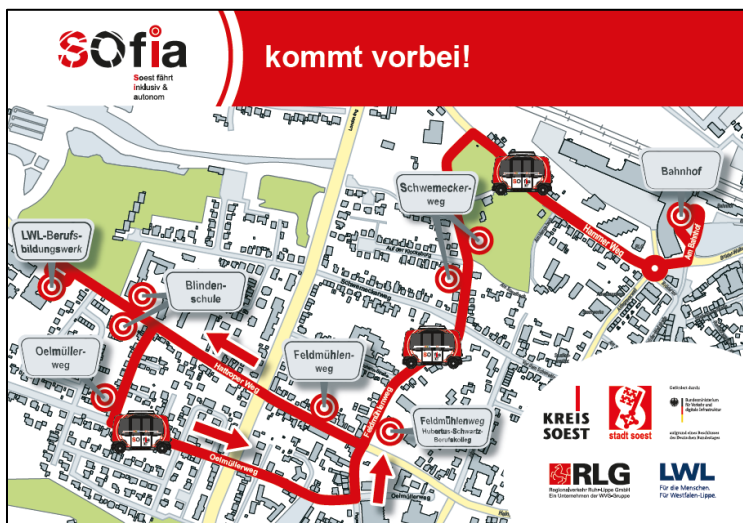 SOfia
Soest fährt
inklusiv &
autonom
kommt vorbei!
Bahnhof
Schwemecker-
weg
LWL-Berufs-
bildungswerk
Blinden-
schule
Oelmüller-
weg
Feldmühlen-
weg
Feldmühlenweg
Hubertus-Schwartz-
Berufskolleg
Hammer Weg
Am Bahnhof
Schwemeckerweg
Hattroper Weg
Feldmühlenweg
Oelmüllerweg
Oelmüllerweg
KREIS
SOEST
stadt soest
Gefördert durch:
Bundesministerium
für Verkehr und
digitale Infrastruktur
aufgrund eines Beschlusses
des Deutschen Bundestages
RLG
Regionalverkehr Ruhr-Lippe GmbH
Ein Unternehmen der WVG-Gruppe
LWL
Für die Menschen.
Für Westfalen-Lippe.